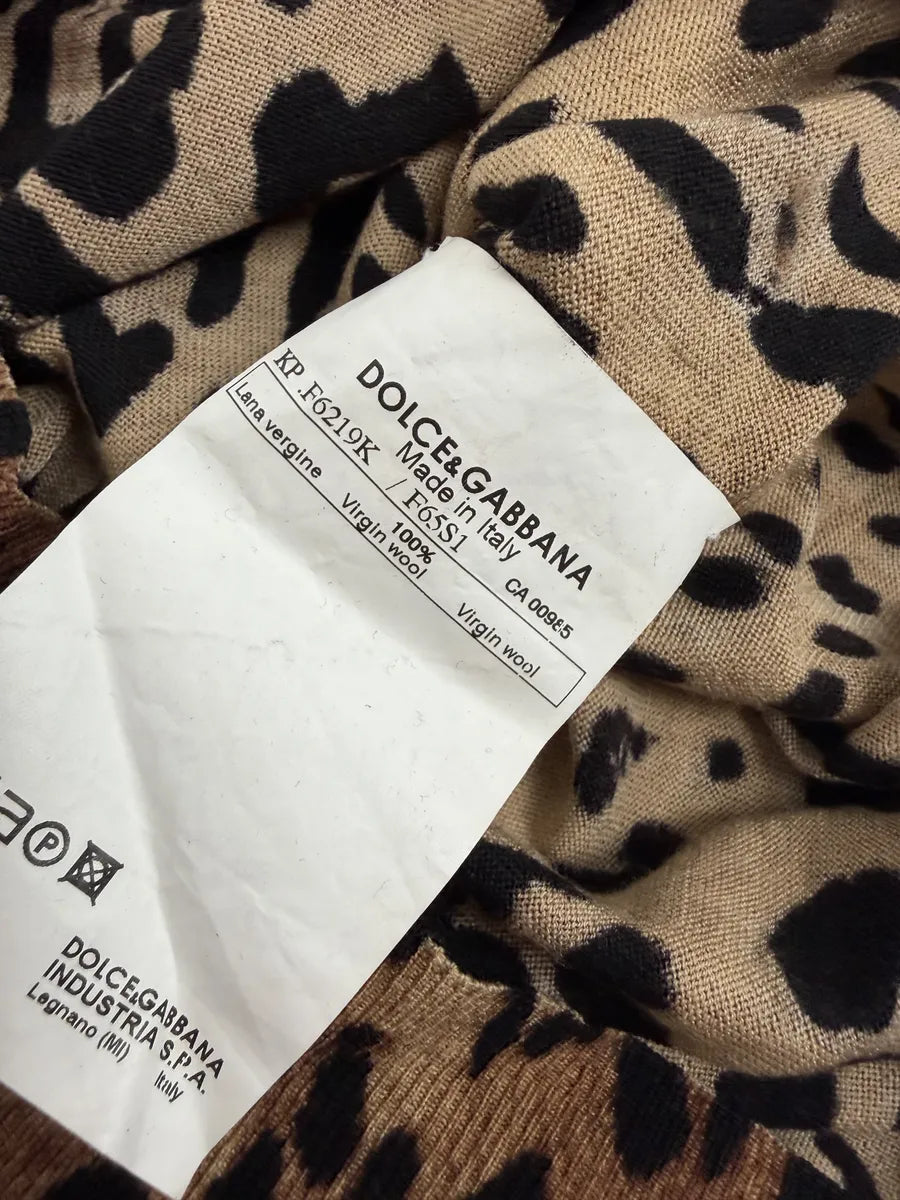 DOLCE&GABBANA
Made in Italy
CA 00985
KP.F6219K / F65S1
100%
Lana vergine Virgin wool Virgin wool
P
DOLCE&GABBANA
INDUSTRIA S.P.A.
Legnano (MI) Italy